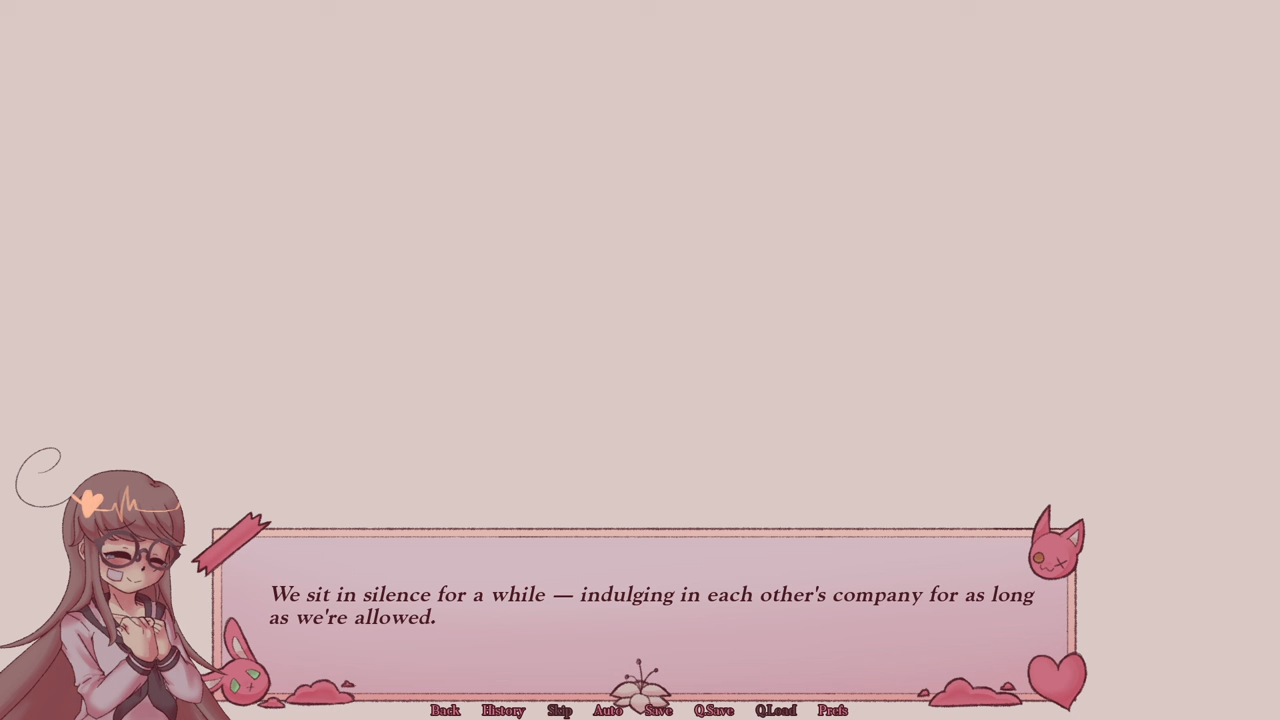 We sit in silence for a while — indulging in each other's company for as long
as we're allowed.
Back History Skip Auto Save Q.Save Q.Load Prefs